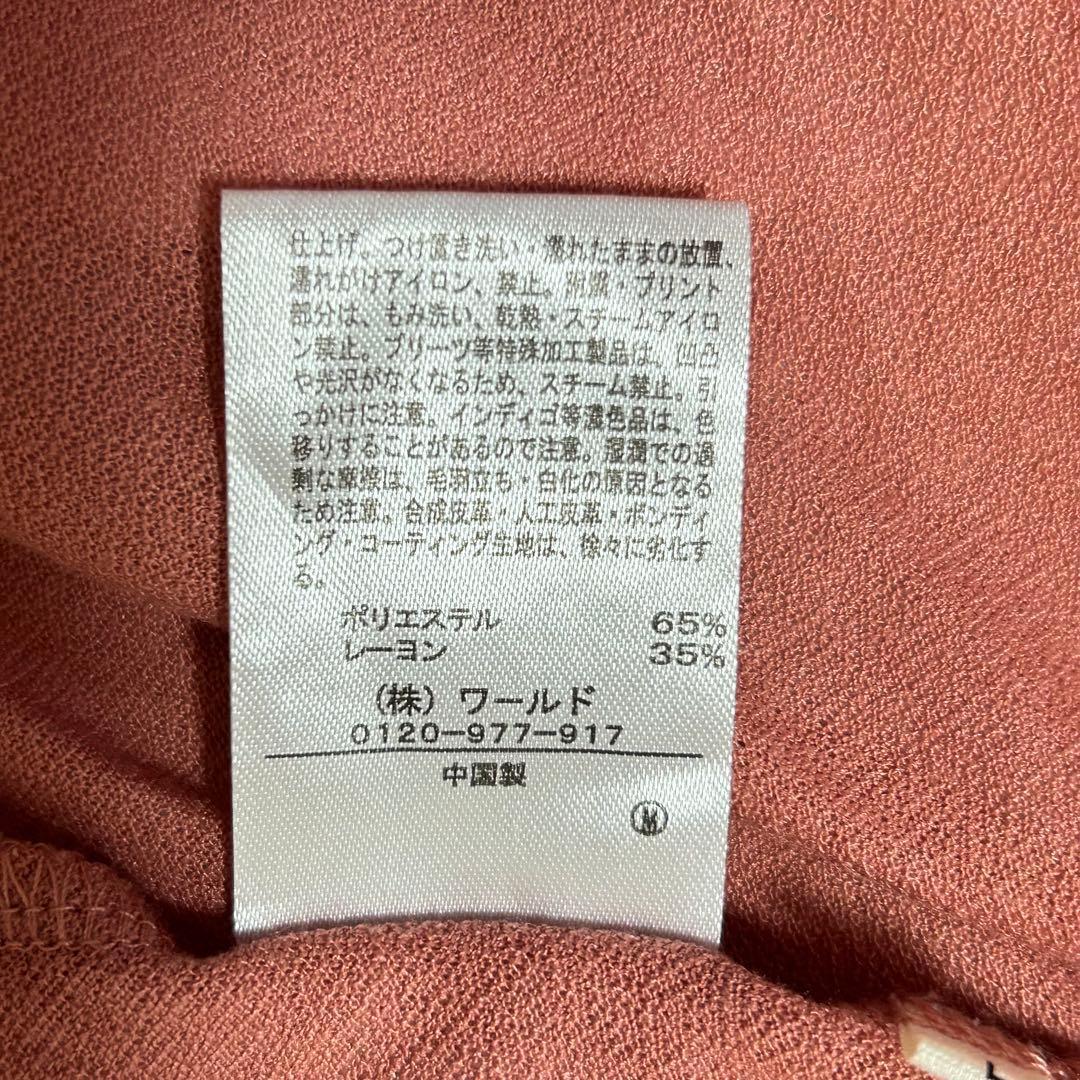 仕上げ、つけ置き洗い・濡れたままの放置、
濡れがけアイロン、禁止。附属・プリント
部分は、もみ洗い、乾熱・スチームアイロ
ン禁止。プリーツ等特殊加工製品は、凹凸
や光沢がなくなるため、スチーム禁止。引
っかけに注意。インディゴ等濃色品は、色
移りすることがあるので注意。湿潤での過
剰な摩擦は、毛羽立ち・白化の原因となる
ため注意。合成皮革・人工皮革・ボンディ
ング・コーティング生地は、徐々に劣化す
る。
ポリエステル 65%
レーヨン 35%
(株)ワールド
0120-977-917
中国製
Ⓜ